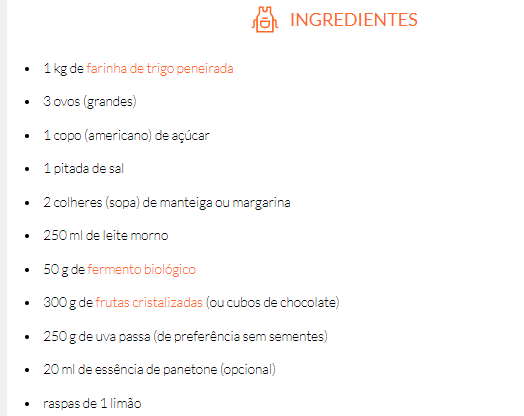 INGREDIENTES
1 kg de farinha de trigo peneirada
3 ovos (grandes)
1 copo (americano) de açúcar
1 pitada de sal
2 colheres (sopa) de manteiga ou margarina
250 ml de leite morno
50 g de fermento biológico
300 g de frutas cristalizadas (ou cubos de chocolate)
250 g de uva passa (de preferência sem sementes)
20 ml de essência de panetone (opcional)
raspas de 1 limão